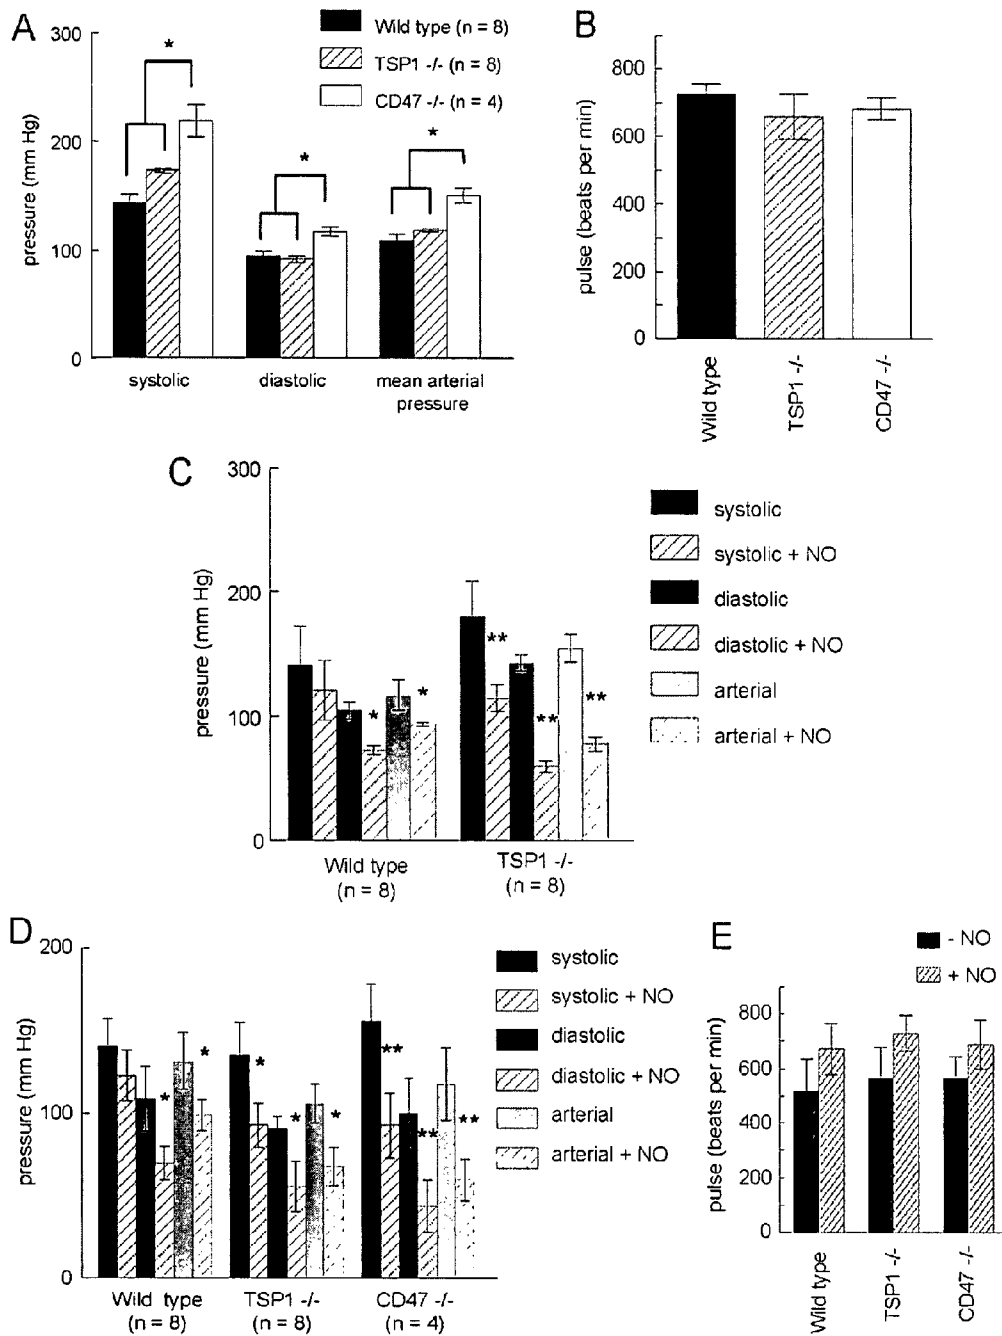 A
Wild type (n = 8)
TSP1 -/- (n = 8)
CD47 -/- (n = 4)
pressure (mm Hg)
300
200
100
0
*
*
*
systolic
diastolic
mean arterial
pressure
B
pulse (beats per min)
800
600
400
200
0
Wild type
TSP1 -/-
CD47 -/-
C
pressure (mm Hg)
300
200
100
0
*
*
**
**
**
Wild type
(n = 8)
TSP1 -/-
(n = 8)
systolic
systolic + NO
diastolic
diastolic + NO
arterial
arterial + NO
D
pressure (mm Hg)
200
100
0
*
*
*
*
*
**
**
**
Wild type
(n = 8)
TSP1 -/-
(n = 8)
CD47 -/-
(n = 4)
systolic
systolic + NO
diastolic
diastolic + NO
arterial
arterial + NO
E
- NO
+ NO
pulse (beats per min)
800
600
400
200
0
Wild type
TSP1 -/-
CD47 -/-